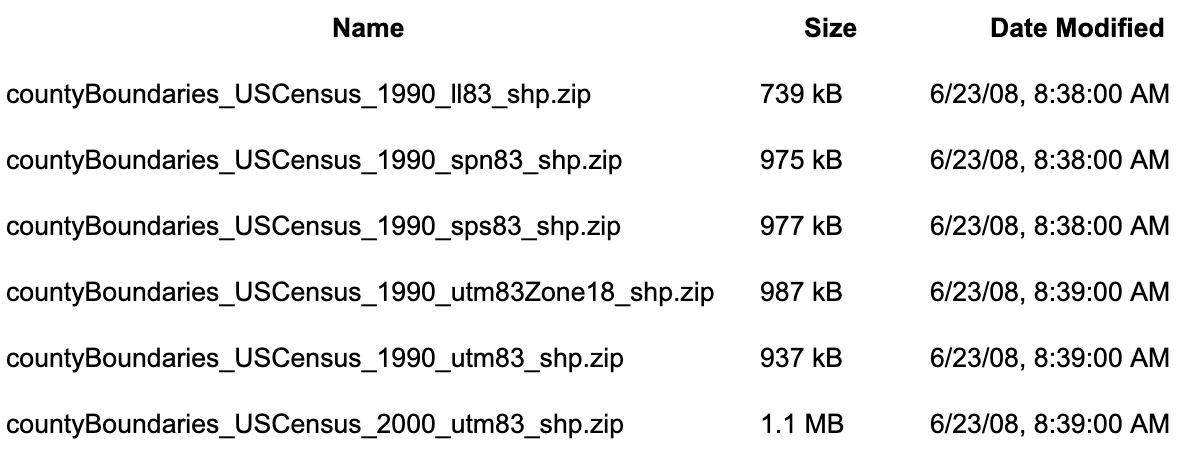 Name Size Date Modified
countyBoundaries_USCensus_1990_ll83_shp.zip 739 kB 6/23/08, 8:38:00 AM
countyBoundaries_USCensus_1990_spn83_shp.zip 975 kB 6/23/08, 8:38:00 AM
countyBoundaries_USCensus_1990_sps83_shp.zip 977 kB 6/23/08, 8:38:00 AM
countyBoundaries_USCensus_1990_utm83Zone18_shp.zip 987 kB 6/23/08, 8:39:00 AM
countyBoundaries_USCensus_1990_utm83_shp.zip 937 kB 6/23/08, 8:39:00 AM
countyBoundaries_USCensus_2000_utm83_shp.zip 1.1 MB 6/23/08, 8:39:00 AM